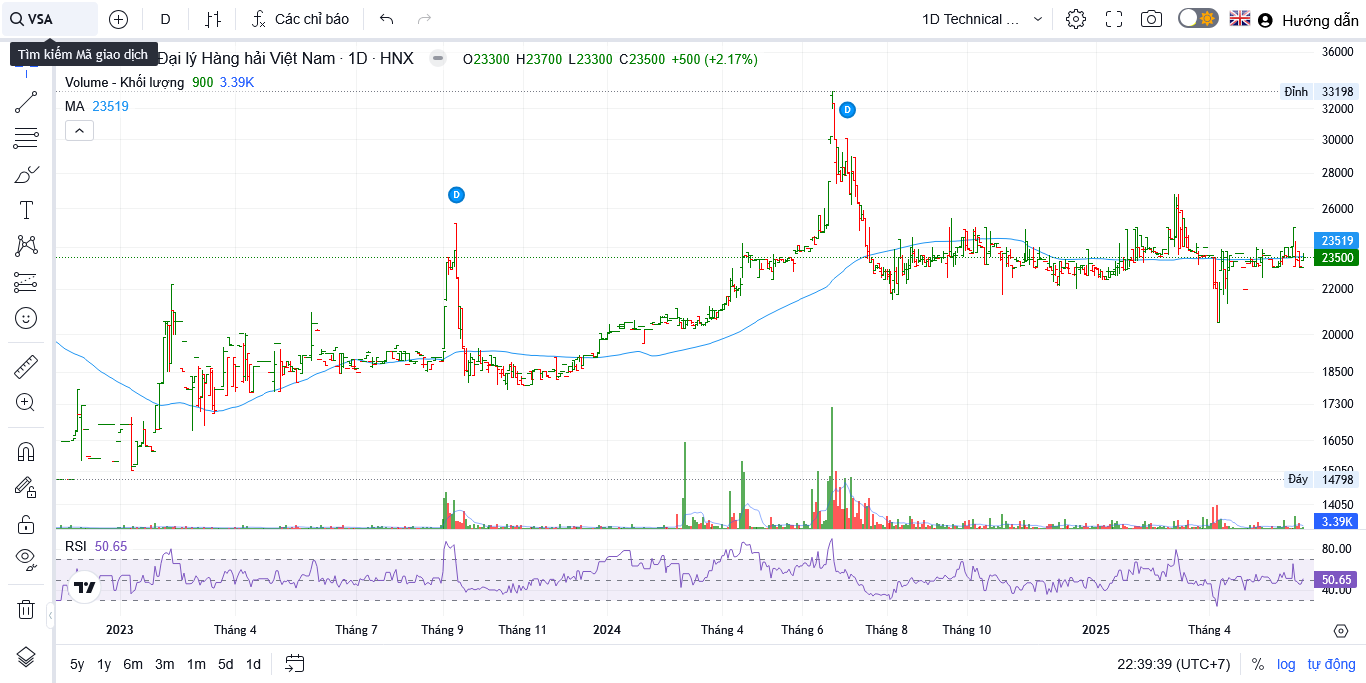 VSA
D
Các chỉ báo
1D Technical ...
Hướng dẫn
Tìm kiếm Mã giao dịch
Đại lý Hàng hải Việt Nam · 1D · HNX
O23300 H23700 L23300 C23500 +500 (+2.17%)
Volume - Khối lượng 900 3.39K
MA 23519
36000
Đỉnh 33198
32000
30000
28000
26000
23519
23500
22000
20000
18500
17300
16050
15050
Đáy 14798
14050
3.39K
D
D
RSI 50.65
80.00
50.65
40.00
2023 Tháng 4 Tháng 7 Tháng 9 Tháng 11 2024 Tháng 4 Tháng 6 Tháng 8 Tháng 10 2025 Tháng 4
5y 1y 6m 3m 1m 5d 1d
22:39:39 (UTC+7) % log tự động